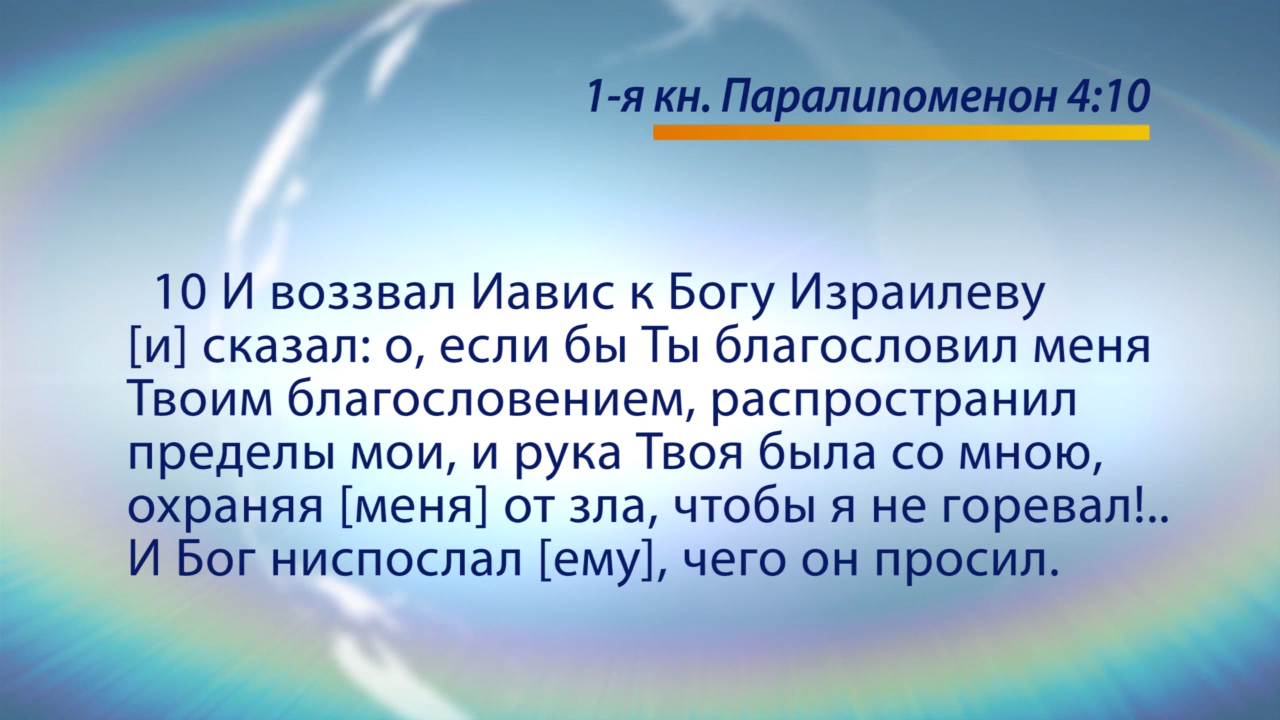 1-я кн. Паралипоменон 4:10
10 И воззвал Иавис к Богу Израилеву
[и] сказал: о, если бы Ты благословил меня
Твоим благословением, распространил
пределы мои, и рука Твоя была со мною,
охраняя [меня] от зла, чтобы я не горевал!..
И Бог ниспослал [ему], чего он просил.